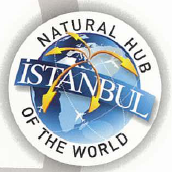 NATURAL HUB
ISTANBUL
OF THE WORLD